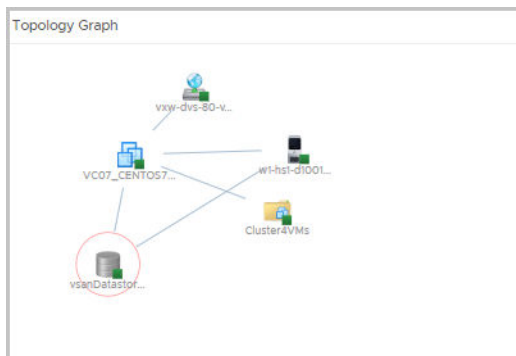 Topology Graph
vxw-dvs-80-v...
VC07_CENTOS7...
w1-hs1-d1001...
Cluster4VMs
vsanDatastor...